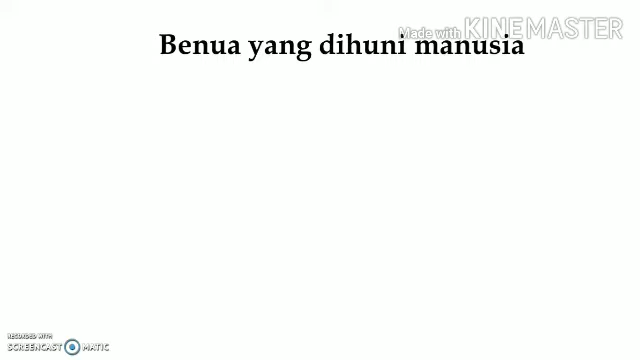 Benua yang dihuni manusia
Made with KINEMASTER
RECORDED WITH
SCREENCAST MATIC